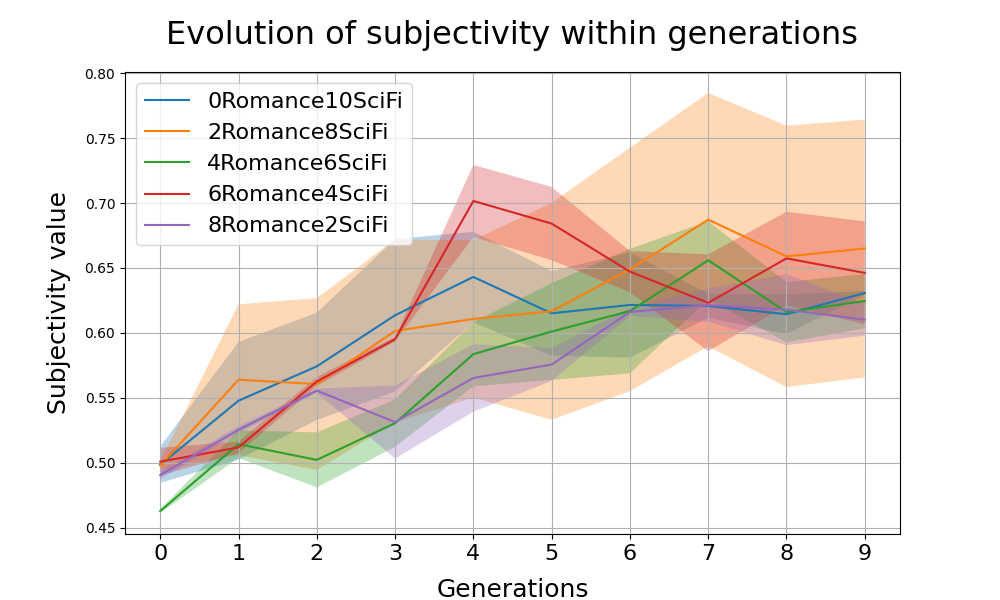 Evolution of subjectivity within generations
0.80
0.75
0.70
0.65
0.60
0.55
0.50
0.45
Subjectivity value
0Romance10SciFi
2Romance8SciFi
4Romance6SciFi
6Romance4SciFi
8Romance2SciFi
0 1 2 3 4 5 6 7 8 9
Generations